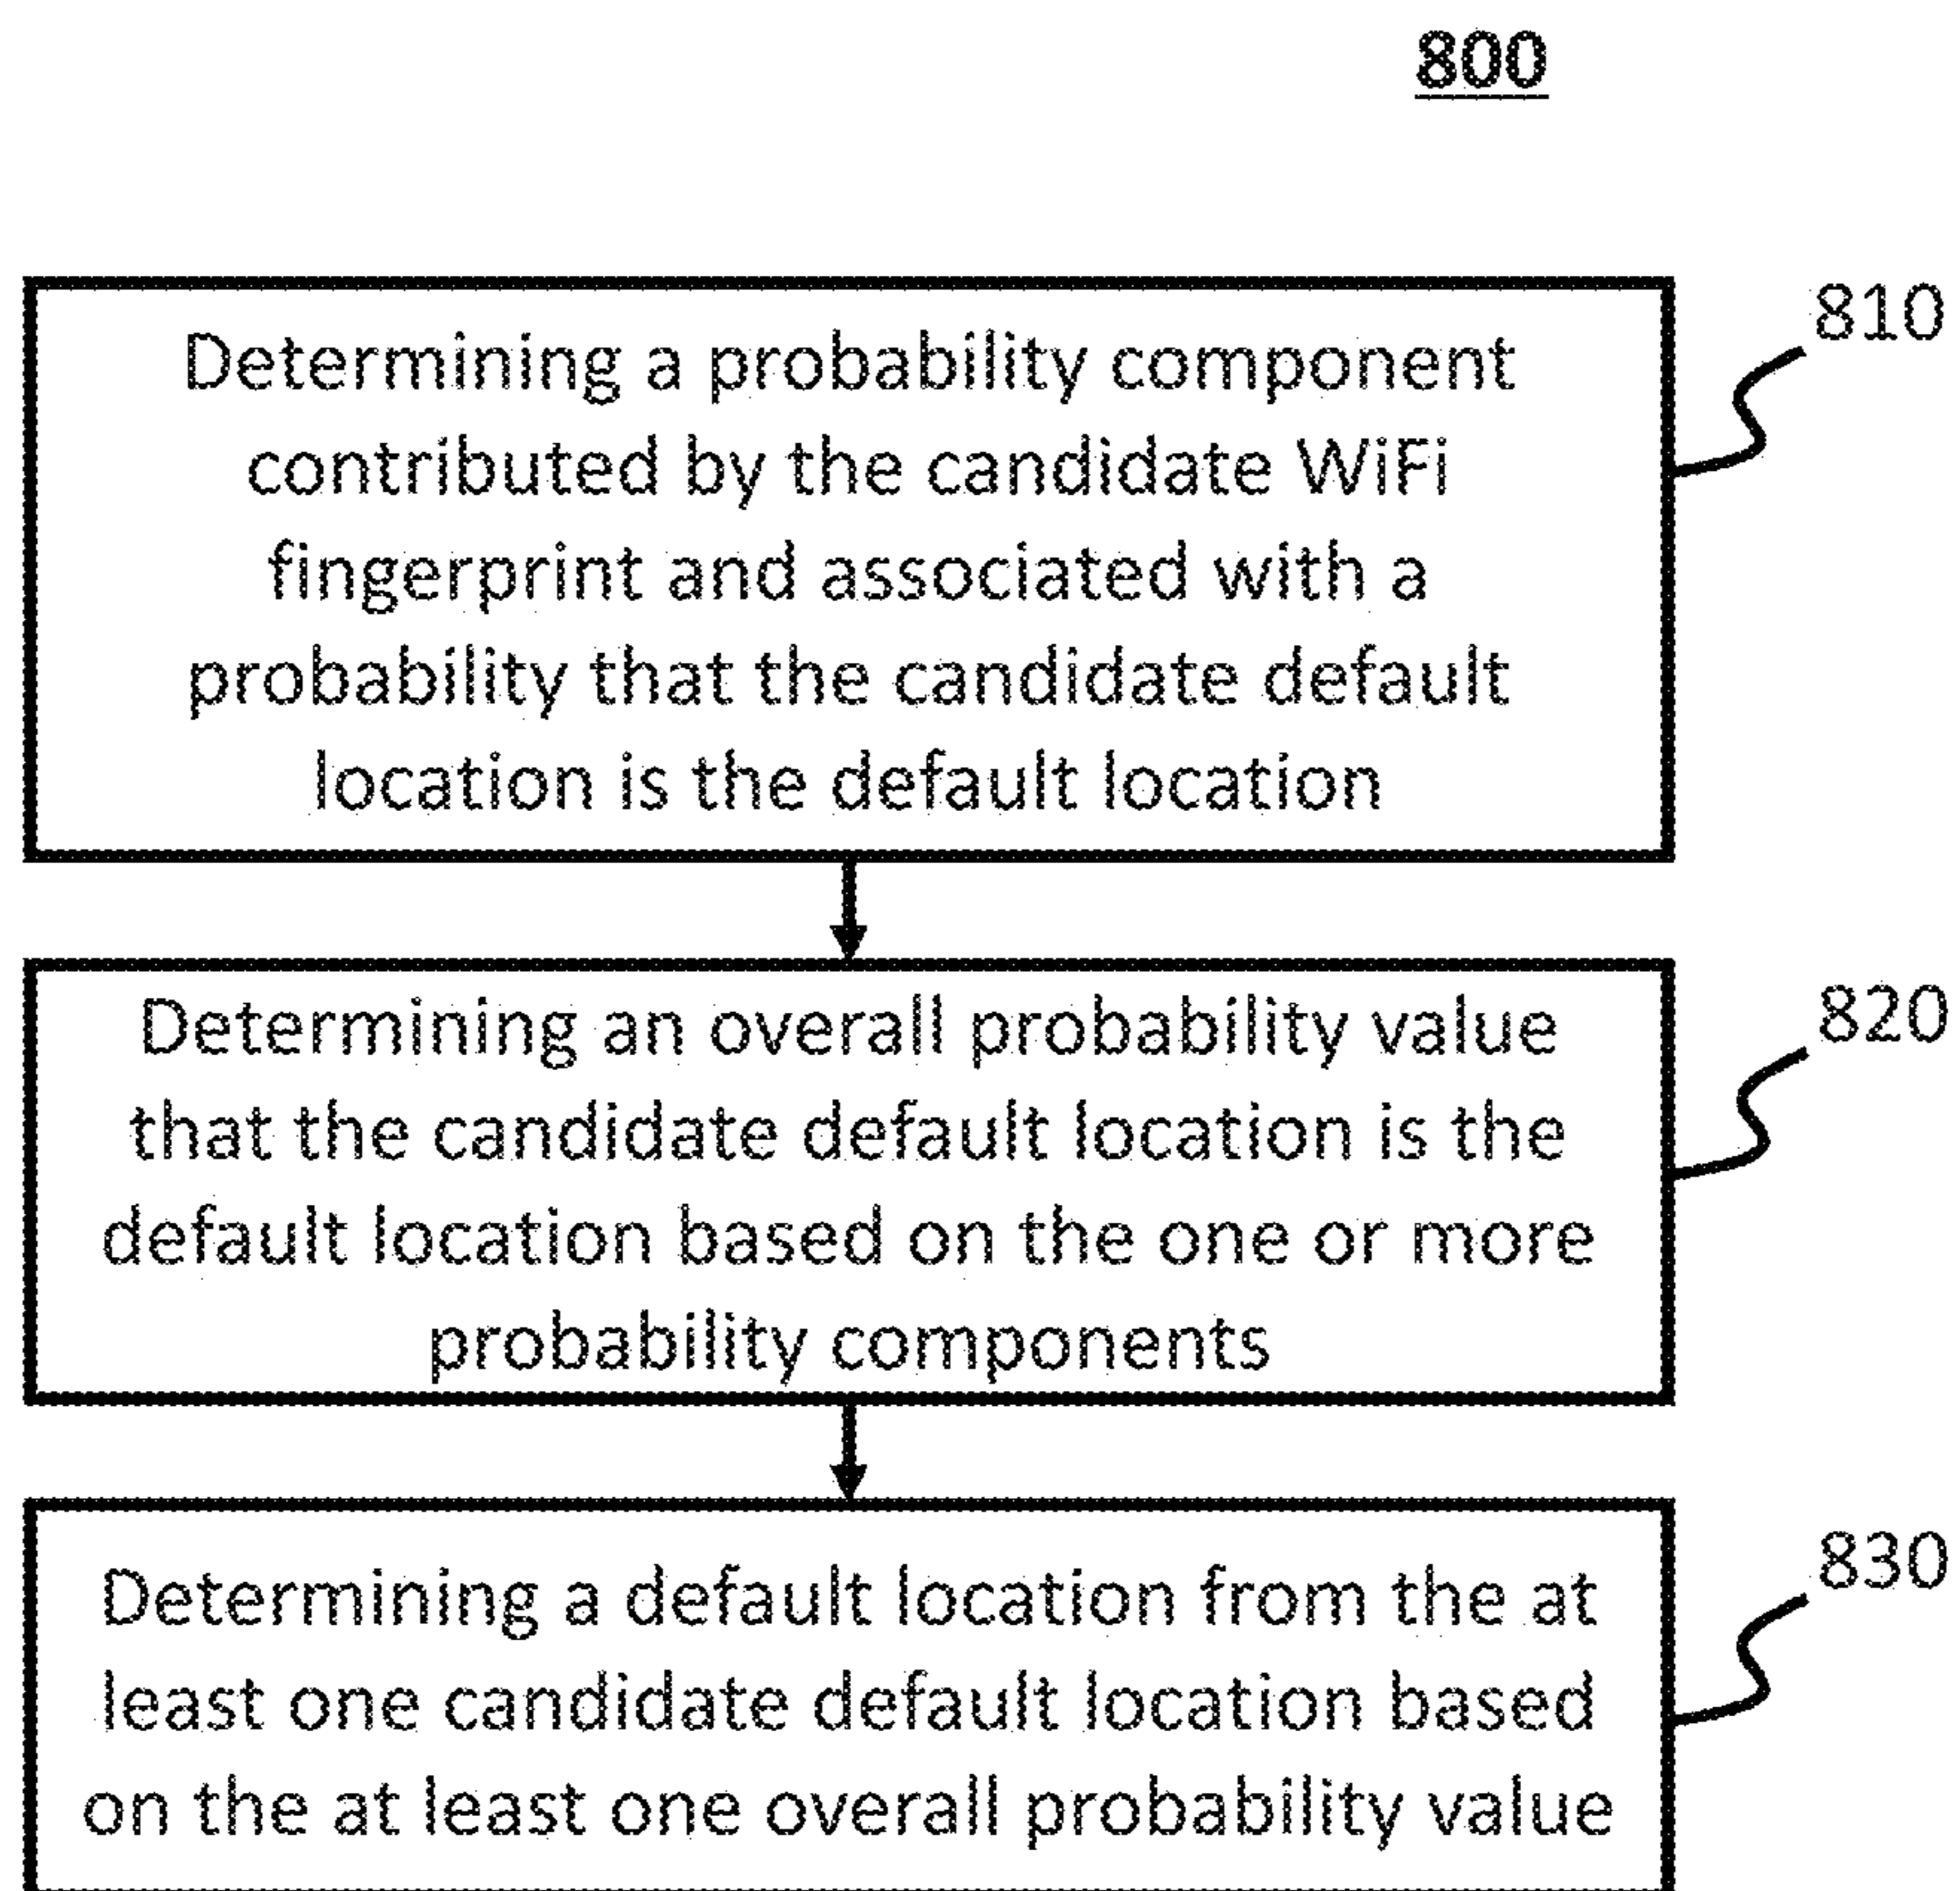 800
810
Determining a probability component
contributed by the candidate WiFi
fingerprint and associated with a
probability that the candidate default
location is the default location
820
Determining an overall probability value
that the candidate default location is the
default location based on the one or more
probability components
830
Determining a default location from the at
least one candidate default location based
on the at least one overall probability value